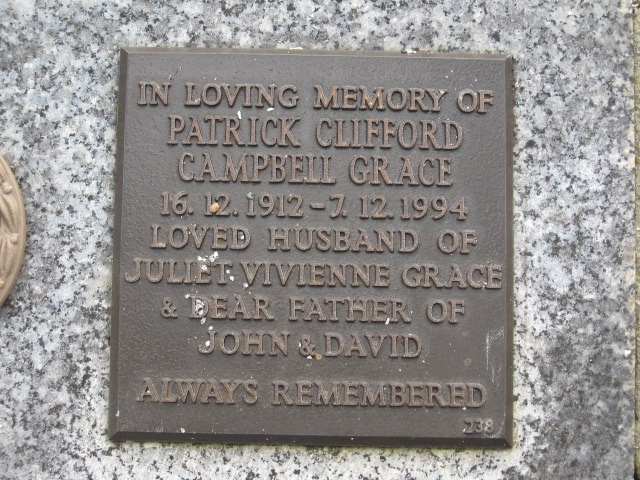 IN LOVING MEMORY OF
PATRICK CLIFFORD
CAMPBELL GRACE
16. 12. 1912 - 7. 12. 1994
LOVED HUSBAND OF
JULIET VIVIENNE GRACE
& DEAR FATHER OF
JOHN & DAVID
ALWAYS REMEMBERED
238